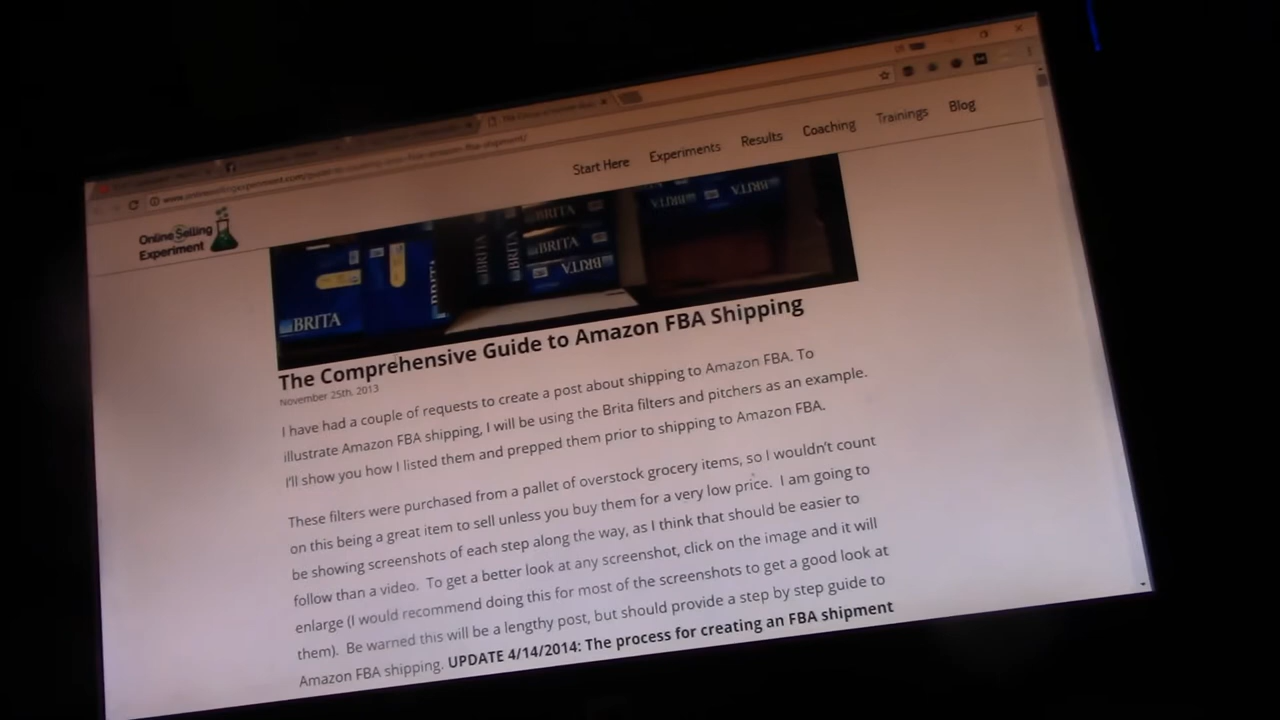 Start Here Experiments Results Coaching Trainings Blog
Online Selling
Experiment
BRITA
BRITA
BRITA
BRITA
BRITA
BRITA
BRITA
BRITA
The Comprehensive Guide to Amazon FBA Shipping
November 25th, 2013
I have had a couple of requests to create a post about shipping to Amazon FBA. To
illustrate Amazon FBA shipping, I will be using the Brita filters and pitchers as an example.
I'll show you how I listed them and prepped them prior to shipping to Amazon FBA.
These filters were purchased from a pallet of overstock grocery items, so I wouldn't count
on this being a great item to sell unless you buy them for a very low price. I am going to
be showing screenshots of each step along the way, as I think that should be easier to
follow than a video. To get a better look at any screenshot, click on the image and it will
enlarge (I would recommend doing this for most of the screenshots to get a good look at
them). Be warned this will be a lengthy post, but should provide a step by step guide to
Amazon FBA shipping. UPDATE 4/14/2014: The process for creating an FBA shipment